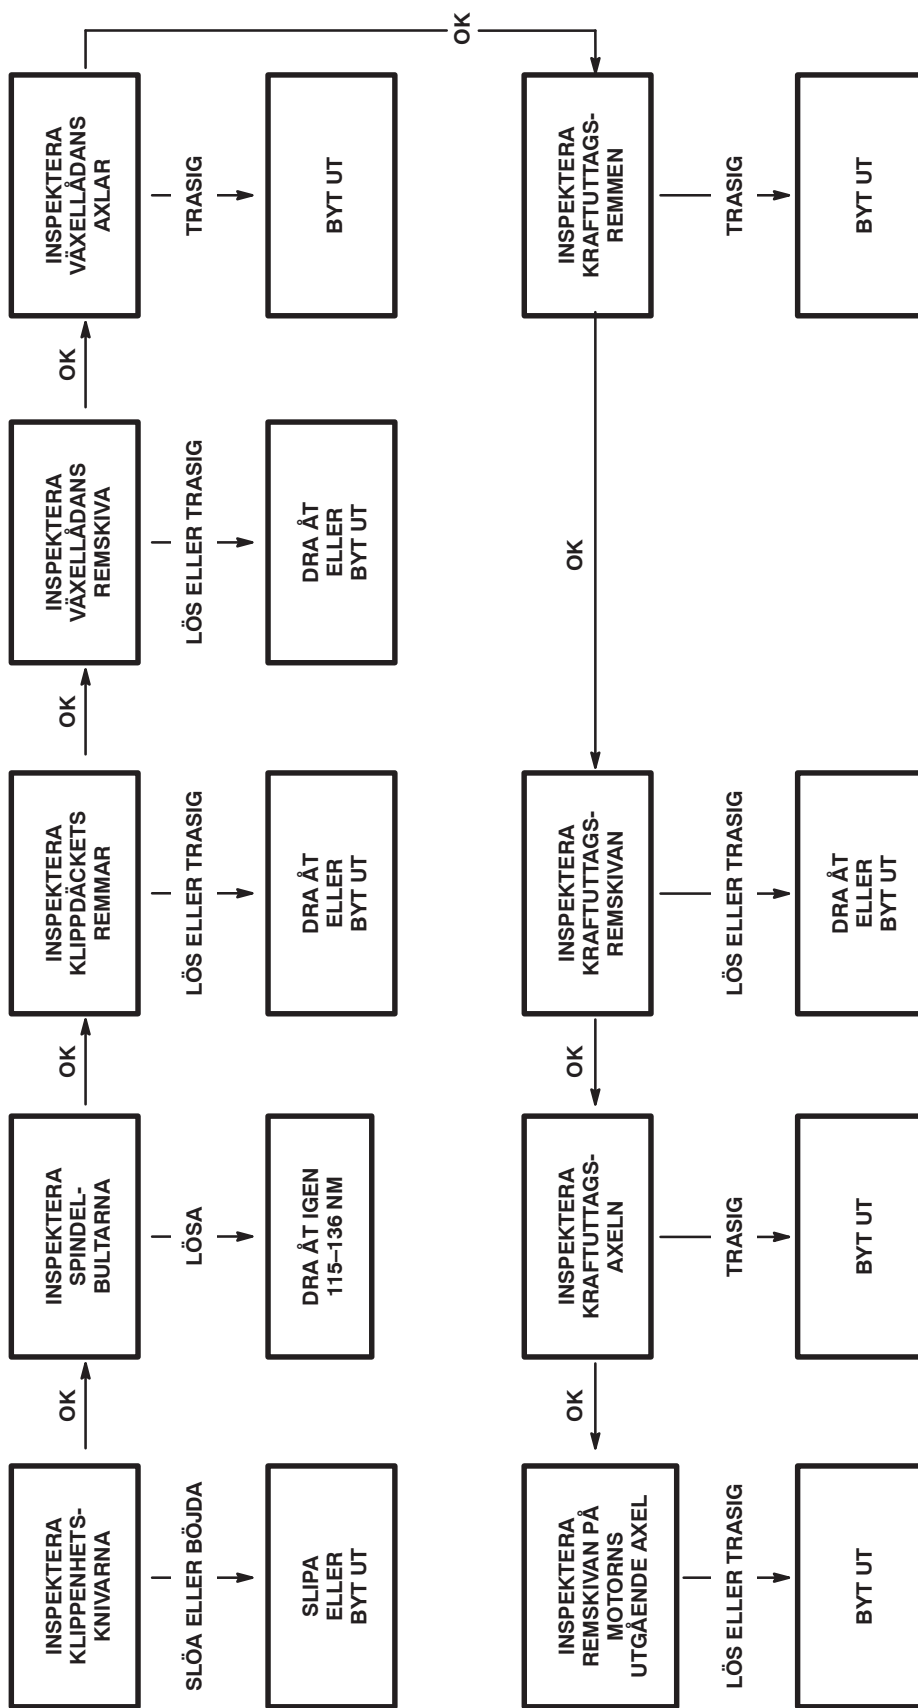 INSPEKTERA
KLIPPENHETS-
KNIVARNA
SLÖA ELLER BÖJDA
SLIPA
ELLER
BYT UT
OK
INSPEKTERA
SPINDEL-
BULTARNA
LÖSA
DRA ÅT IGEN
115–136 NM
OK
INSPEKTERA
KLIPPDÄCKETS
REMMAR
LÖS ELLER TRASIG
DRA ÅT
ELLER
BYT UT
OK
INSPEKTERA
VÄXELLÅDANS
REMSKIVA
LÖS ELLER TRASIG
DRA ÅT
ELLER
BYT UT
OK
INSPEKTERA
VÄXELLÅDANS
AXLAR
TRASIG
BYT UT
OK
INSPEKTERA
KRAFTUTTAGS-
REMMEN
TRASIG
BYT UT
OK
INSPEKTERA
KRAFTUTTAGS-
REMSKIVAN
LÖS ELLER TRASIG
DRA ÅT
ELLER
BYT UT
OK
INSPEKTERA
KRAFTUTTAGS-
AXELN
TRASIG
BYT UT
OK
INSPEKTERA
REMSKIVAN PÅ
MOTORNS
UTGÅENDE AXEL
LÖS ELLER TRASIG
BYT UT